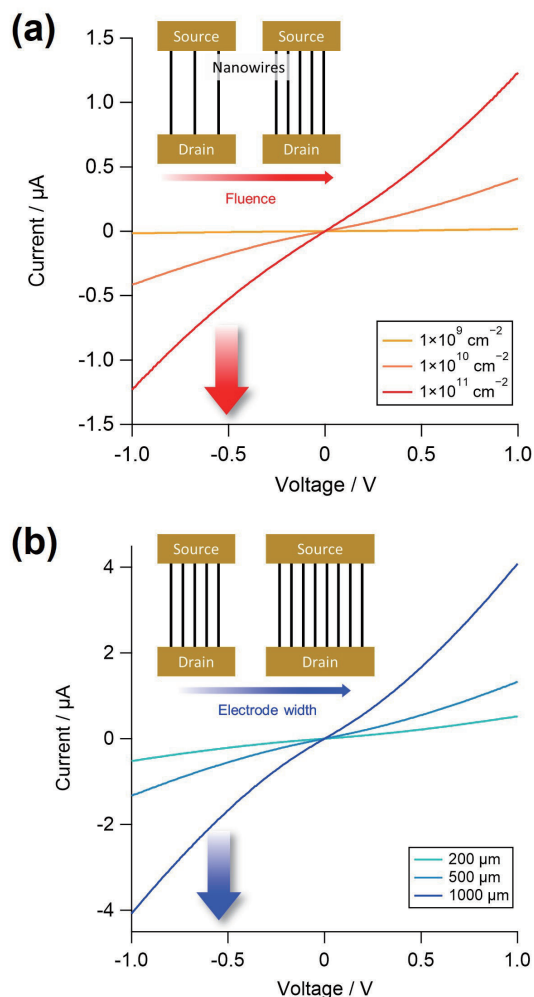 (a)
1.5
1.0
0.5
0
-0.5
-1.0
-1.5
Current / μA
Source
Source
Nanowires
Drain
Drain
Fluence
1×10⁹ cm⁻²
1×10¹⁰ cm⁻²
1×10¹¹ cm⁻²
-1.0
-0.5
0
0.5
1.0
Voltage / V
(b)
4
2
0
-2
-4
Current / μA
Source
Source
Drain
Drain
Electrode width
200 μm
500 μm
1000 μm
-1.0
-0.5
0
0.5
1.0
Voltage / V